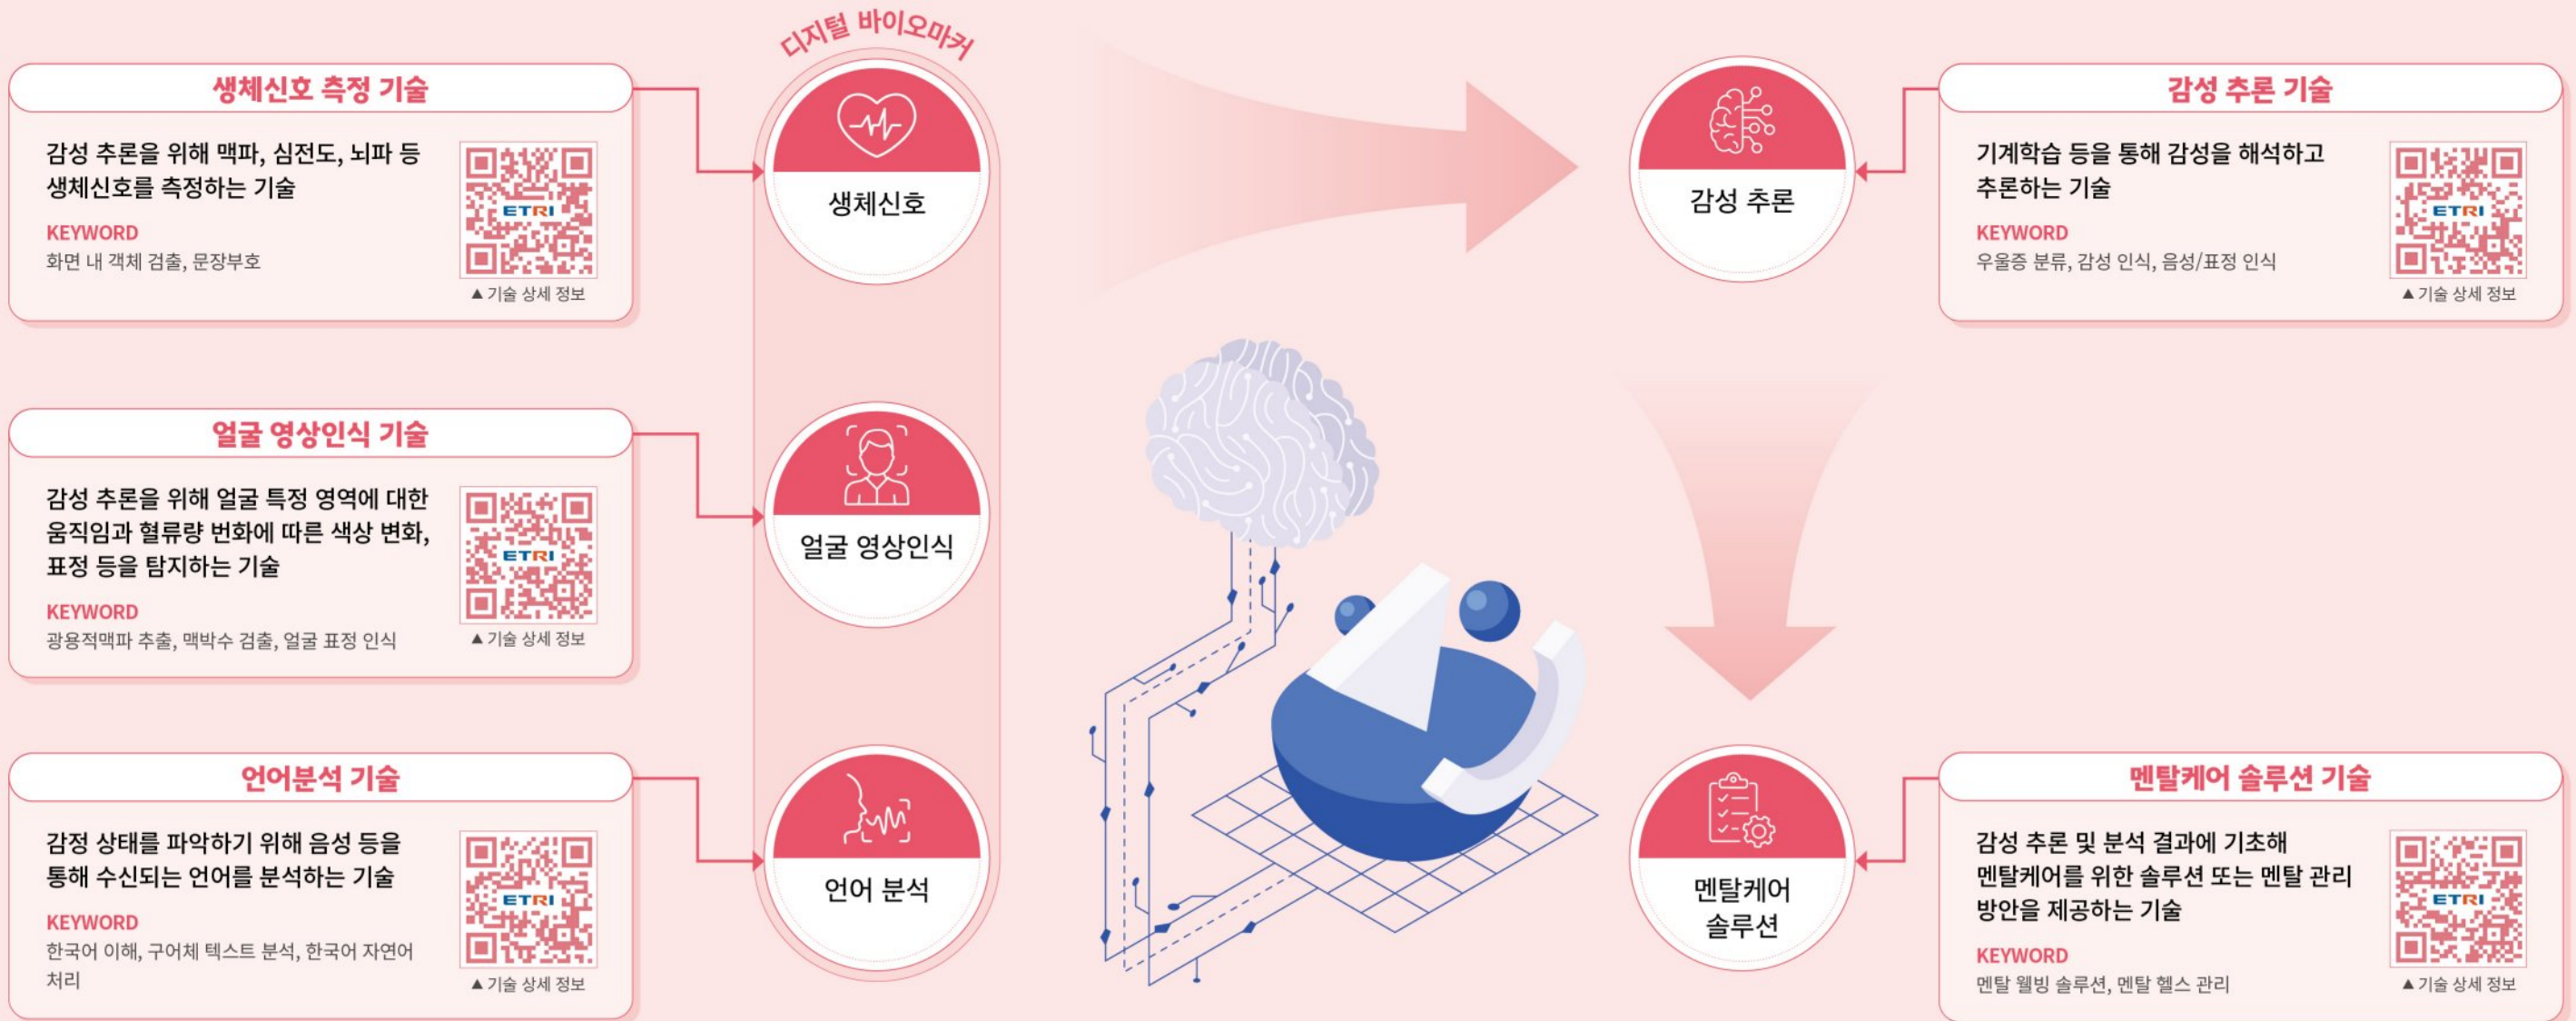 디지털 바이오마커
생체신호 측정 기술
감성 추론을 위해 맥파, 심전도, 뇌파 등
생체신호를 측정하는 기술
KEYWORD
화면 내 객체 검출, 문장부호
ETRI
▲ 기술 상세 정보
생체신호
얼굴 영상인식 기술
감성 추론을 위해 얼굴 특정 영역에 대한
움직임과 혈류량 변화에 따른 색상 변화,
표정 등을 탐지하는 기술
KEYWORD
광용적맥파 추출, 맥박수 검출, 얼굴 표정 인식
ETRI
▲ 기술 상세 정보
얼굴 영상인식
언어분석 기술
감정 상태를 파악하기 위해 음성 등을
통해 수신되는 언어를 분석하는 기술
KEYWORD
한국어 이해, 구어체 텍스트 분석, 한국어 자연어
처리
ETRI
▲ 기술 상세 정보
언어 분석
감성 추론
감성 추론 기술
기계학습 등을 통해 감성을 해석하고
추론하는 기술
KEYWORD
우울증 분류, 감성 인식, 음성/표정 인식
ETRI
▲ 기술 상세 정보
멘탈케어
솔루션
멘탈케어 솔루션 기술
감성 추론 및 분석 결과에 기초해
멘탈케어를 위한 솔루션 또는 멘탈 관리
방안을 제공하는 기술
KEYWORD
멘탈 웰빙 솔루션, 멘탈 헬스 관리
ETRI
▲ 기술 상세 정보